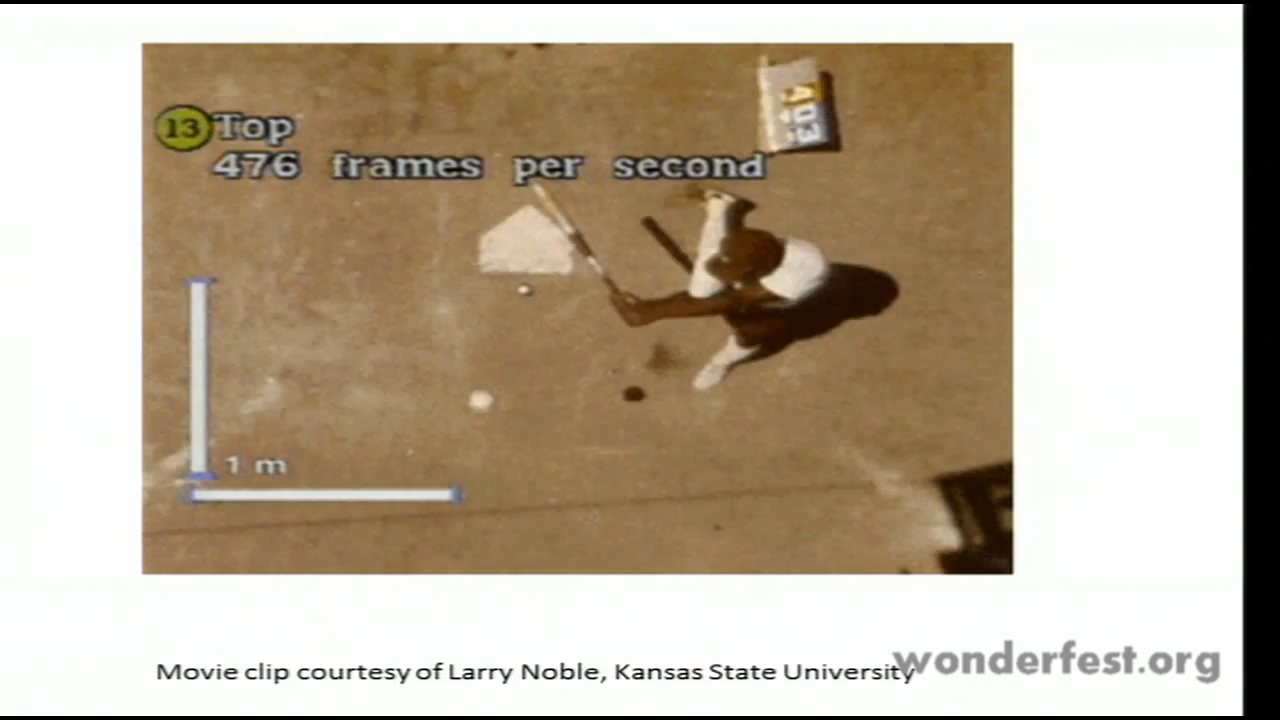 13 Top
476 frames per second
1 m
Movie clip courtesy of Larry Noble, Kansas State University
wonderfest.org